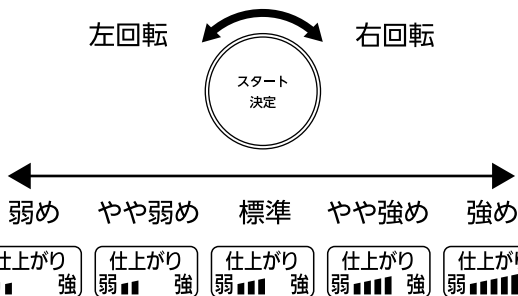 左回転 右回転
スタート
決定
弱め やや弱め 標準 やや強め 強め
仕上がり 仕上がり 仕上がり 仕上がり 仕上がり
強 弱 強 弱 強 弱 強 弱